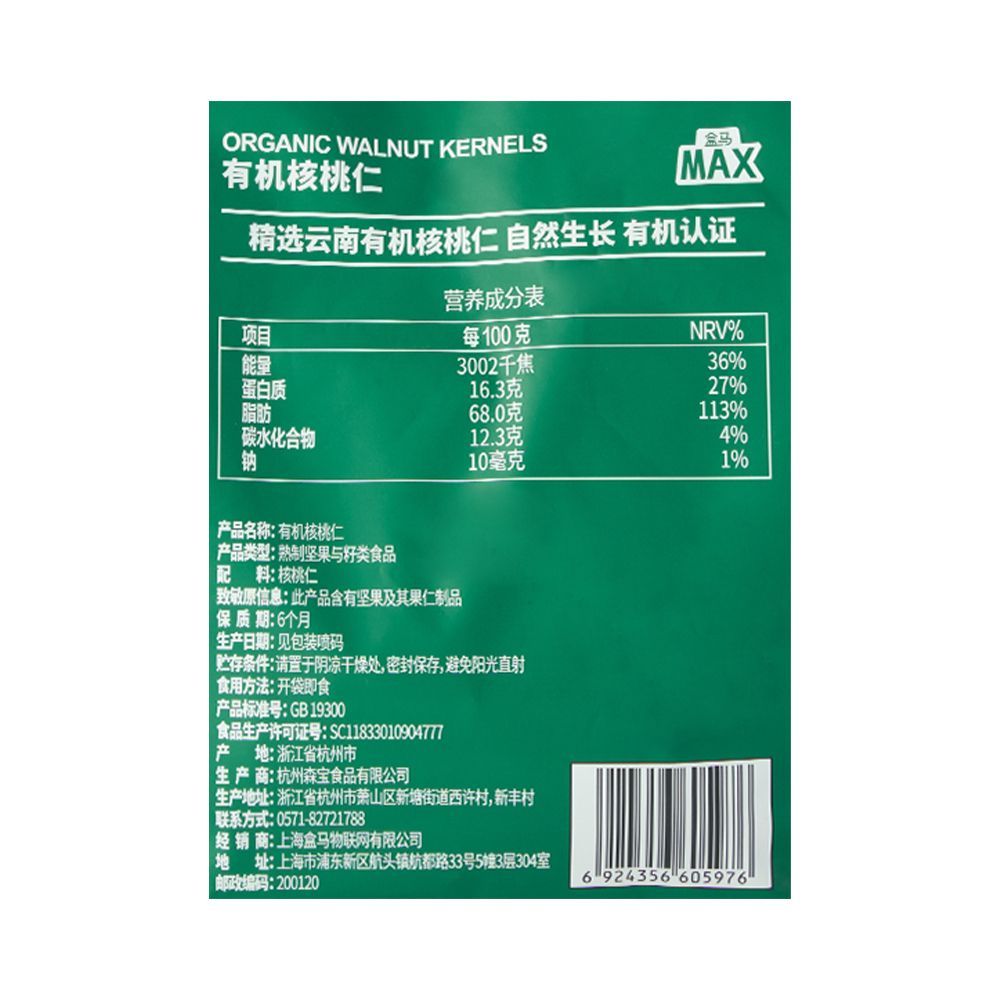 ORGANIC WALNUT KERNELS
有机核桃仁
盒马
MAX
精选云南有机核桃仁 自然生长 有机认证
营养成分表
项目 每100克 NRV%
能量 3002千焦 36%
蛋白质 16.3克 27%
脂肪 68.0克 113%
碳水化合物 12.3克 4%
钠 10毫克 1%
产品名称：有机核桃仁
产品类型：熟制坚果与籽类食品
配 料：核桃仁
致敏原信息：此产品含有坚果及其果仁制品
保 质 期：6个月
生产日期：见包装喷码
贮存条件：请置于阴凉干燥处，密封保存，避免阳光直射
食用方法：开袋即食
产品标准号：GB 19300
食品生产许可证号：SC11833010904777
产 地：浙江省杭州市
生 产 商：杭州森宝食品有限公司
生产地址：浙江省杭州市萧山区新塘街道西许村，新丰村
联系方式：0571-82721788
经 销 商：上海盒马物联网有限公司
地 址：上海市浦东新区航头镇航都路33号5幢3层304室
邮政编码：200120
6 924356 605976